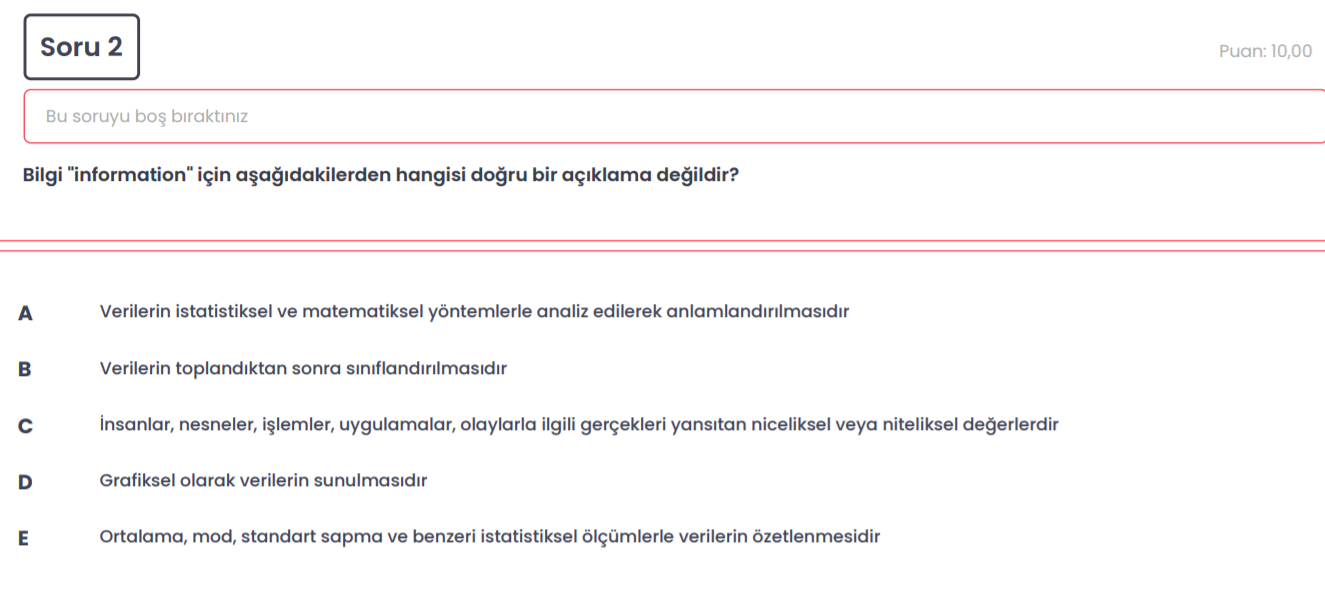 Soru 2
Puan: 10,00
Bu soruyu boş bıraktınız
Bilgi "information" için aşağıdakilerden hangisi doğru bir açıklama değildir?
A Verilerin istatistiksel ve matematiksel yöntemlerle analiz edilerek anlamlandırılmasıdır
B Verilerin toplandıktan sonra sınıflandırılmasıdır
C İnsanlar, nesneler, işlemler, uygulamalar, olaylarla ilgili gerçekleri yansıtan niceliksel veya niteliksel değerlerdir
D Grafiksel olarak verilerin sunulmasıdır
E Ortalama, mod, standart sapma ve benzeri istatistiksel ölçümlerle verilerin özetlenmesidir